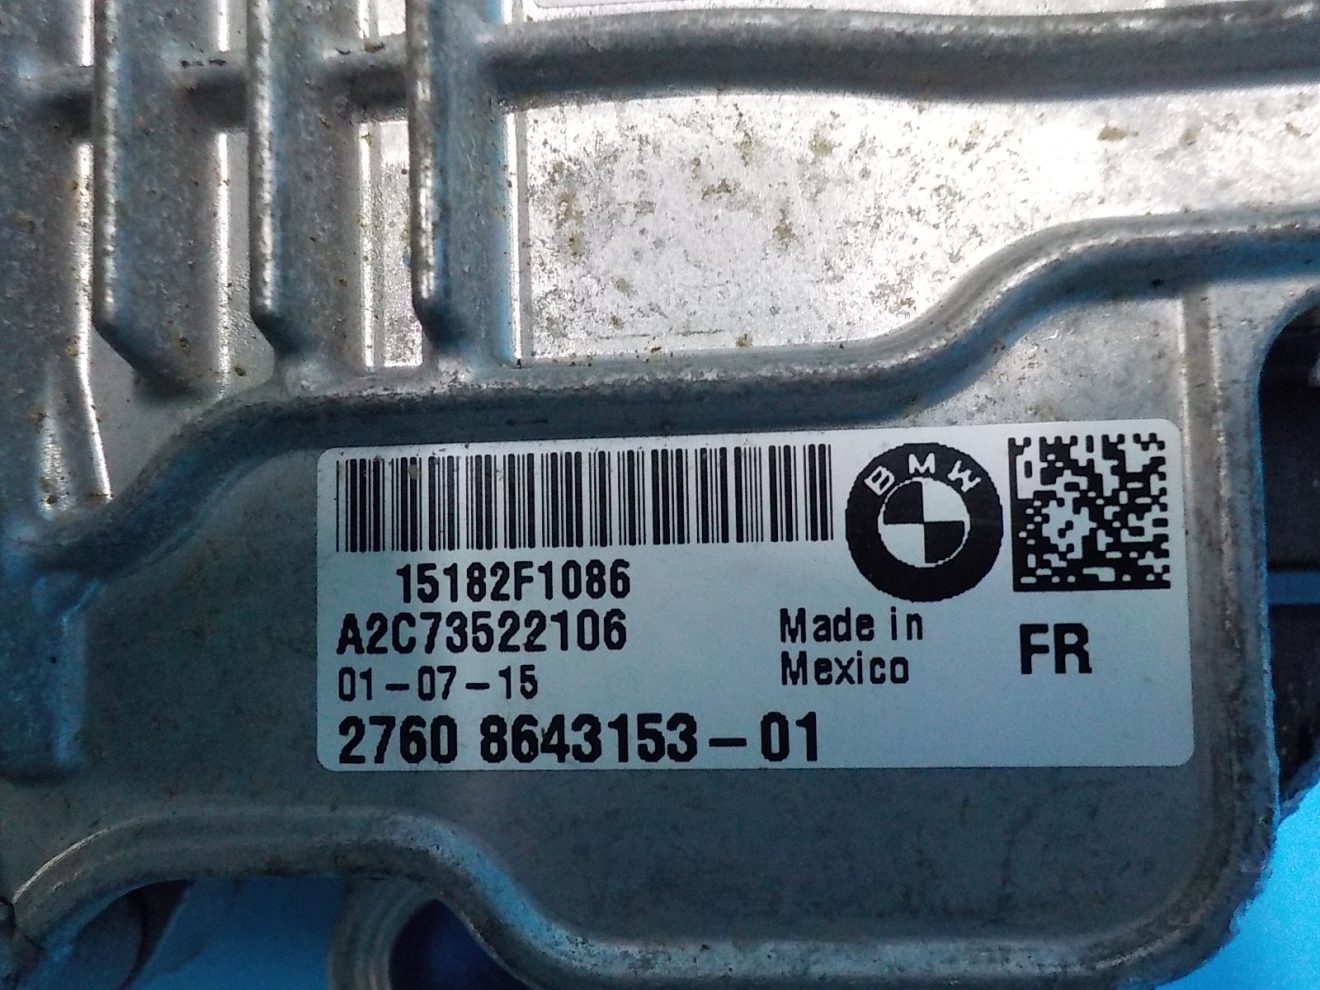 BMW
15182F1086
A2C73522106
01-07-15
2760 8643153-01
Made in
Mexico
FR